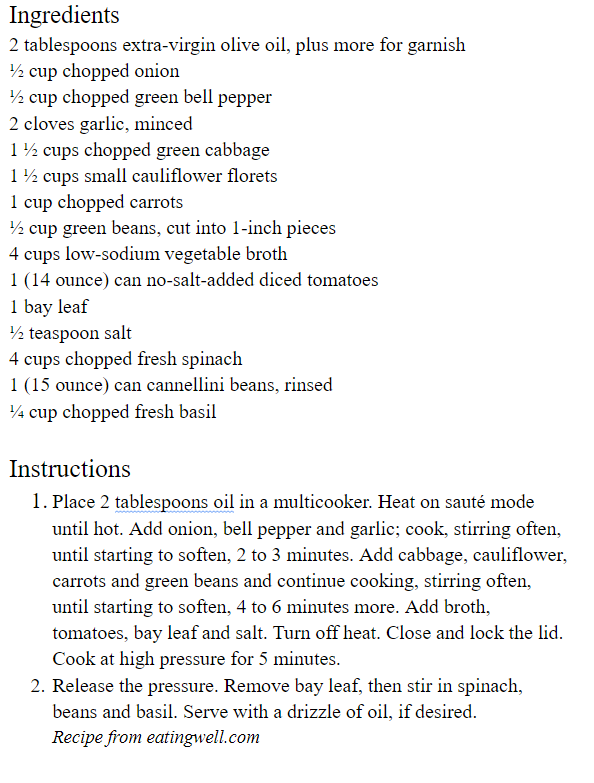 Ingredients
2 tablespoons extra-virgin olive oil, plus more for garnish
½ cup chopped onion
½ cup chopped green bell pepper
2 cloves garlic, minced
1 ½ cups chopped green cabbage
1 ½ cups small cauliflower florets
1 cup chopped carrots
½ cup green beans, cut into 1-inch pieces
4 cups low-sodium vegetable broth
1 (14 ounce) can no-salt-added diced tomatoes
1 bay leaf
½ teaspoon salt
4 cups chopped fresh spinach
1 (15 ounce) can cannellini beans, rinsed
¼ cup chopped fresh basil
Instructions
1. Place 2 tablespoons oil in a multicooker. Heat on sauté mode
until hot. Add onion, bell pepper and garlic; cook, stirring often,
until starting to soften, 2 to 3 minutes. Add cabbage, cauliflower,
carrots and green beans and continue cooking, stirring often,
until starting to soften, 4 to 6 minutes more. Add broth,
tomatoes, bay leaf and salt. Turn off heat. Close and lock the lid.
Cook at high pressure for 5 minutes.
2. Release the pressure. Remove bay leaf, then stir in spinach,
beans and basil. Serve with a drizzle of oil, if desired.
Recipe from eatingwell.com